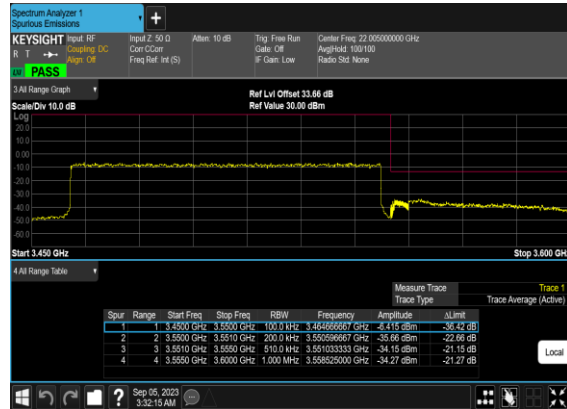 Spectrum Analyzer 1
Spurious Emissions
+
KEYSIGHT Input: RF Input Z: 50 Ω Atten: 10 dB Trig: Free Run Center Freq: 22.005000000 GHz
R T Coupling: DC Corr CCorr Gate: Off Avg|Hold: 100/100
Align: Off Freq Ref: Int (S) IF Gain: Low Radio Std: None
PASS
3 All Range Graph
Ref Lvl Offset 33.66 dB
Scale/Div 10.0 dB Ref Value 30.00 dBm
Log
20.0
10.0
0.00
-10.0
-20.0
-30.0
-40.0
-50.0
-60.0
Start 3.450 GHz Stop 3.600 GHz
4 All Range Table
Measure Trace Trace 1
Trace Type Trace Average (Active)
Spur Range Start Freq Stop Freq RBW Frequency Amplitude ΔLimit
1 1 3.4500 GHz 3.5500 GHz 100.0 kHz 3.464666667 GHz -6.415 dBm -36.42 dB
2 2 3.5500 GHz 3.5510 GHz 200.0 kHz 3.550596667 GHz -35.66 dBm -22.66 dB
3 3 3.5510 GHz 3.5550 GHz 510.0 kHz 3.551033333 GHz -34.15 dBm -21.15 dB
4 4 3.5550 GHz 3.6000 GHz 1.000 MHz 3.558525000 GHz -34.27 dBm -21.27 dB
Local
? Sep 05, 2023
3:32:15 AM